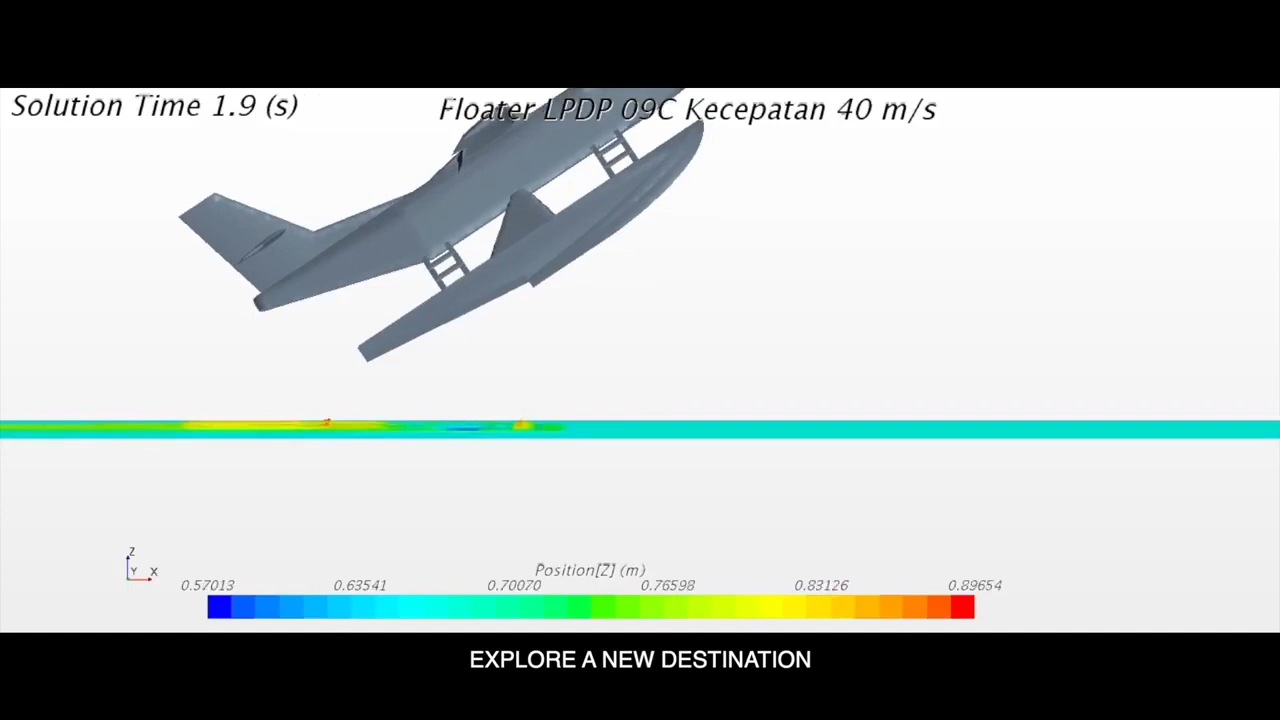 Solution Time 1.9 (s)
Floater LPDP 09C Kecepatan 40 m/s
Z
Y X
Position[Z] (m)
0.57013 0.63541 0.70070 0.76598 0.83126 0.89654
EXPLORE A NEW DESTINATION